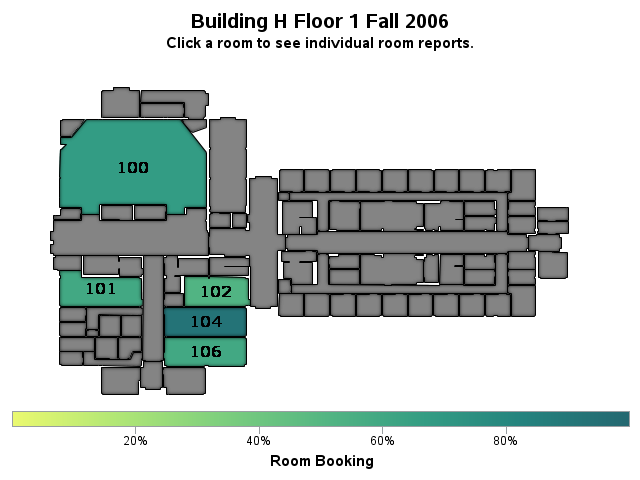 Building H Floor 1 Fall 2006
Click a room to see individual room reports.
100
101
102
104
106
20% 40% 60% 80%
Room Booking